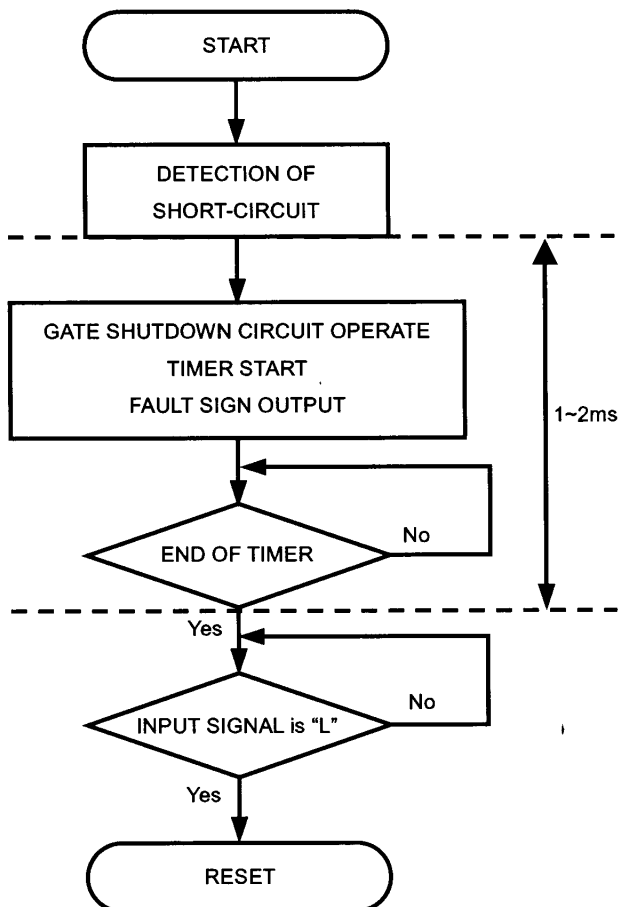 START
DETECTION OF
SHORT-CIRCUIT
GATE SHUTDOWN CIRCUIT OPERATE
TIMER START
FAULT SIGN OUTPUT
1~2ms
No
END OF TIMER
Yes
No
INPUT SIGNAL is “L”
Yes
RESET